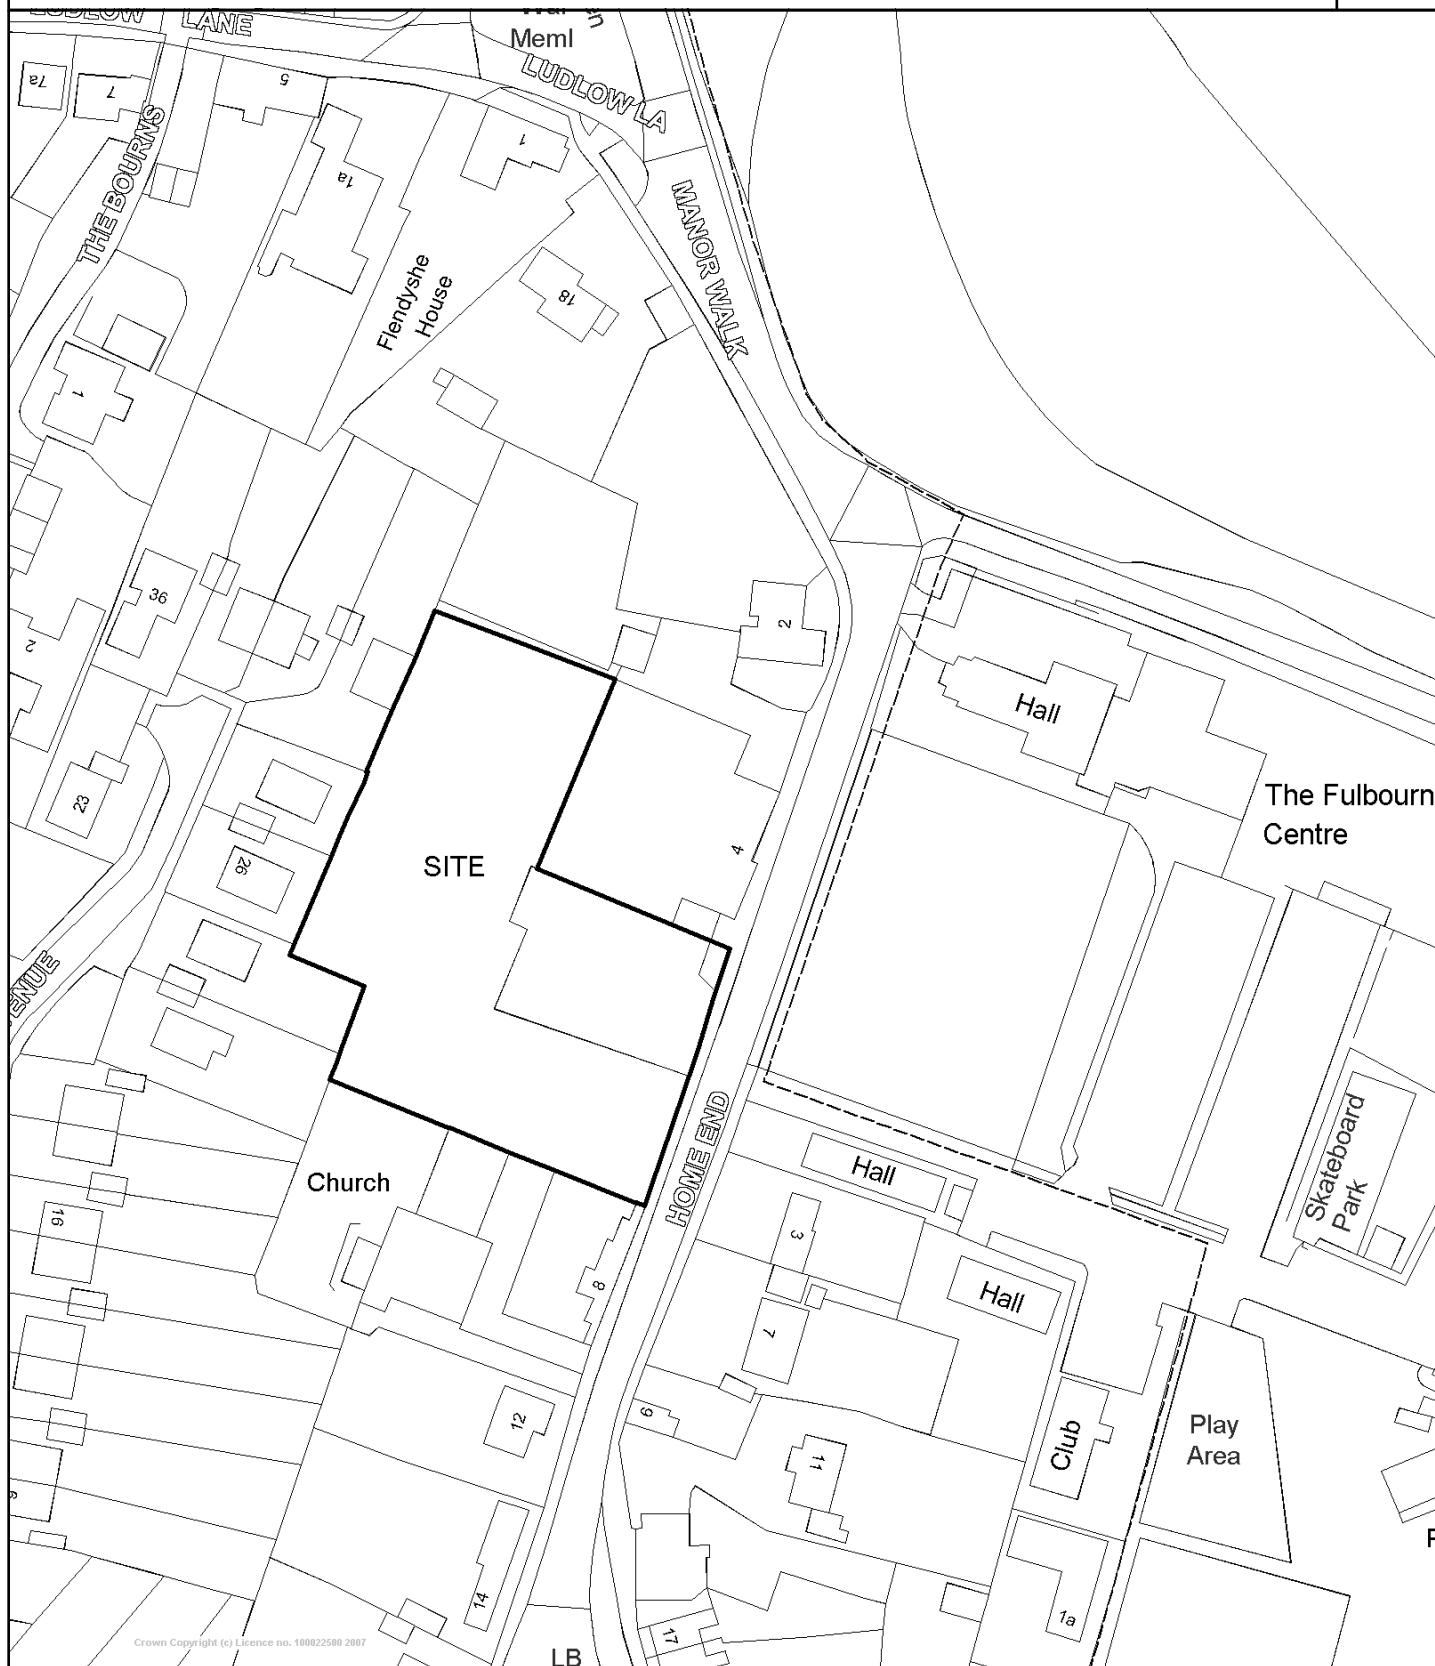 LUDLOW LANE
Meml
LUDLOW LA
7a
7
5
1
1a
THE BOURNS
MANOR WALK
Flendyshe
House
18
1
36
2
2
Hall
23
The Fulbourn
Centre
SITE
4
26
HOME END
Skateboard
Park
Hall
Church
16
3
8
Hall
7
12
9
11
Club
Play
Area
14
1a
17
LB
Crown Copyright (c) Licence no. 100022500 2007